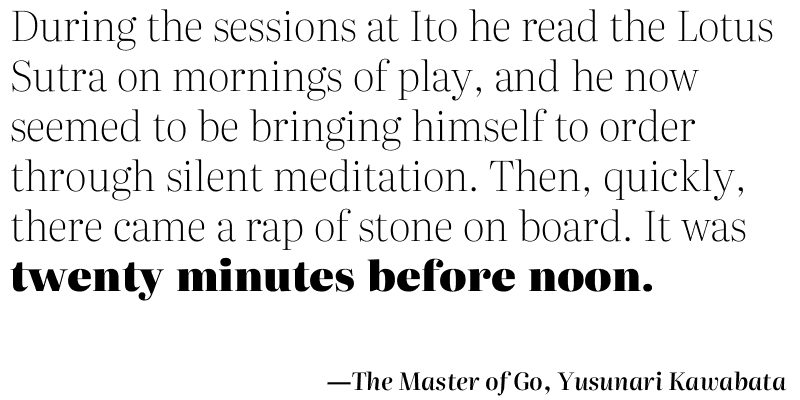 During the sessions at Ito he read the Lotus
Sutra on mornings of play, and he now
seemed to be bringing himself to order
through silent meditation. Then, quickly,
there came a rap of stone on board. It was
twenty minutes before noon.
—The Master of Go, Yusunari Kawabata